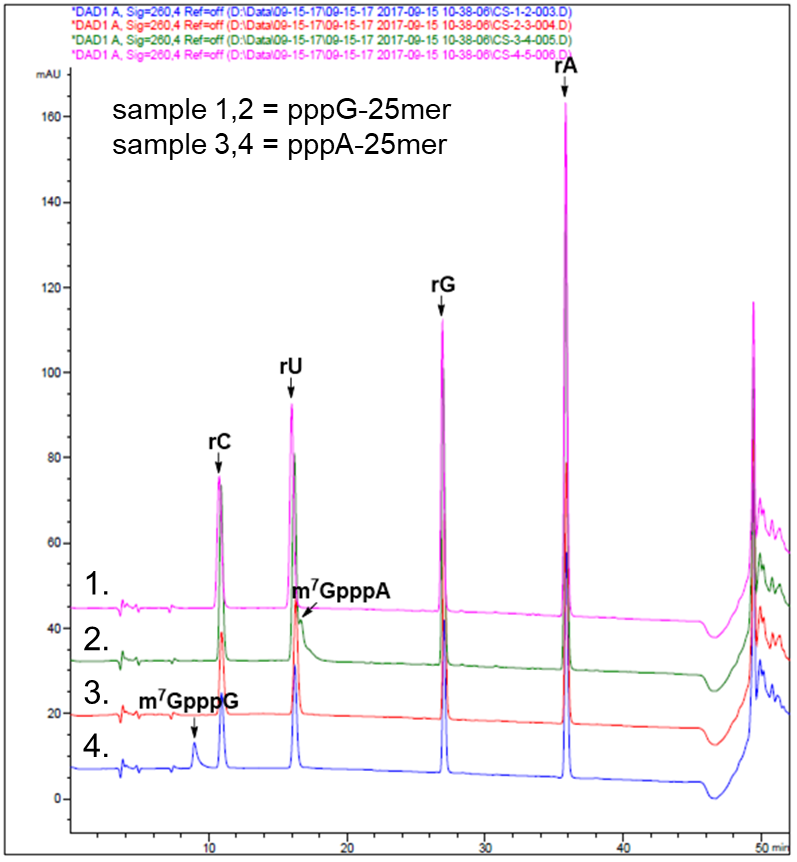 *DAD1 A, Sig=260,4 Ref=off (D:\Data\09-15-17\09-15-17 2017-09-15 10-38-06\CS-1-2-003.D)
*DAD1 A, Sig=260,4 Ref=off (D:\Data\09-15-17\09-15-17 2017-09-15 10-38-06\CS-2-3-004.D)
*DAD1 A, Sig=260,4 Ref=off (D:\Data\09-15-17\09-15-17 2017-09-15 10-38-06\CS-3-4-005.D)
*DAD1 A, Sig=260,4 Ref=off (D:\Data\09-15-17\09-15-17 2017-09-15 10-38-06\CS-4-5-006.D)
mAU
rA
sample 1,2 = pppG-25mer
160
sample 3,4 = pppA-25mer
140
120
rG
100
rU
80
rC
60
1.
m⁷GpppA
40
2.
3.
m⁷GpppG
20
4.
0
10
20
30
40
50
min